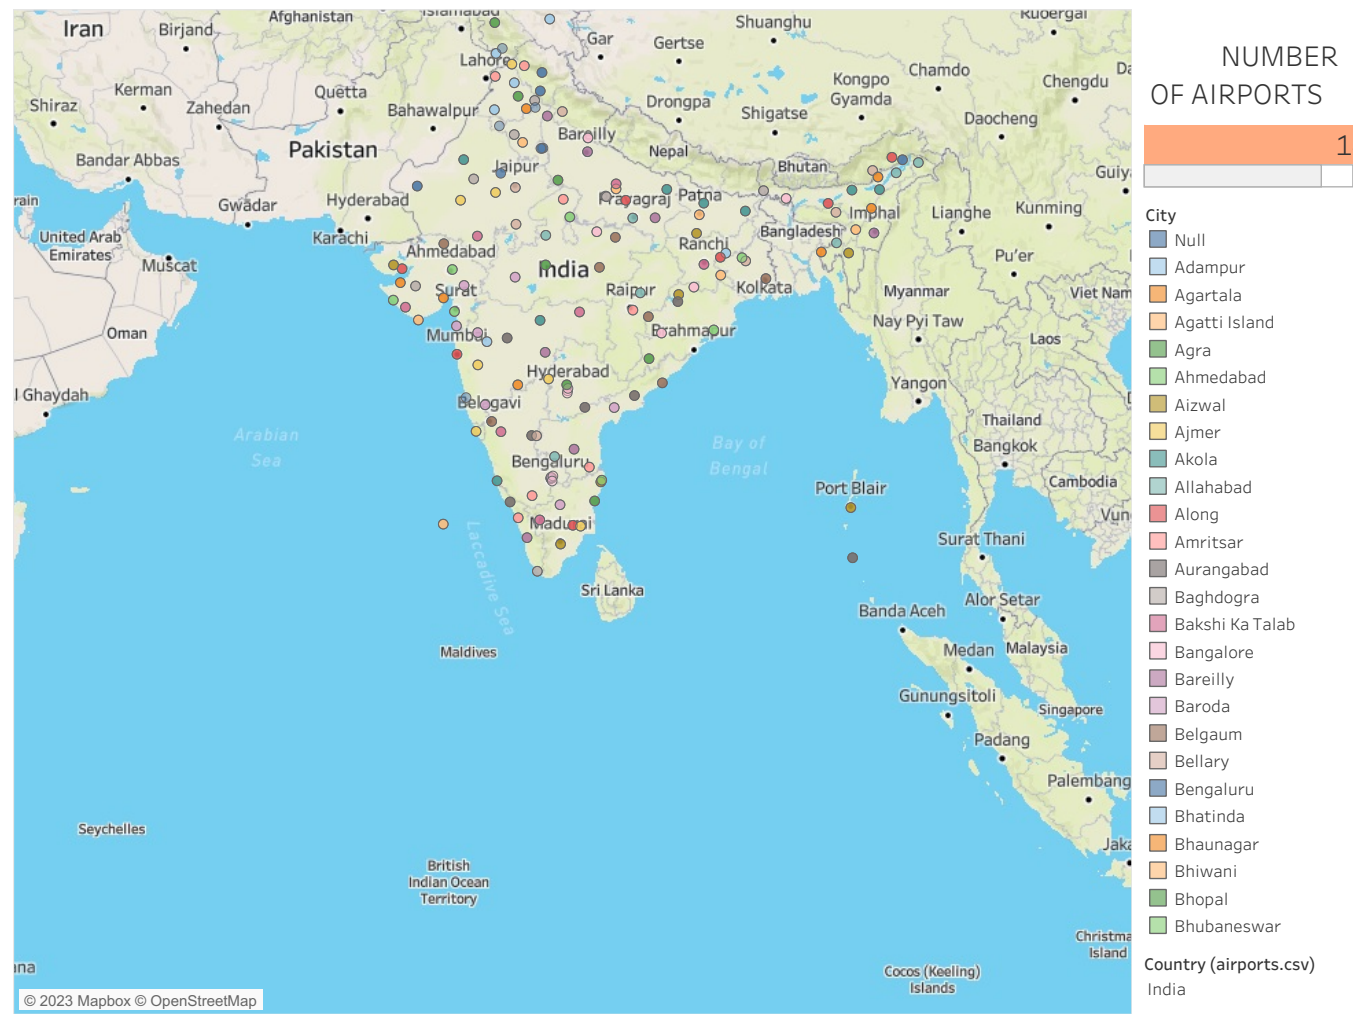 Iran
Birjand
Afghanistan
Islamabad
Shuanghu
Ruoergai
Gar
Gertse
Lahore
Chamdo
Chengdu
Kerman
Quetta
Kongpo
Gyamda
Shiraz
Zahedan
Bahawalpur
Drongpa
Shigatse
Daocheng
Bareilly
Pakistan
Nepal
Bandar Abbas
Jaipur
Bhutan
Gwādar
Hyderabad
Prayagraj
Patna
Imphal
Lianghe
Kunming
United Arab
Emirates
Karachi
Bangladesh
Ahmedabad
Ranchi
Pu'er
Muscat
India
Surat
Raipur
Kolkata
Myanmar
Viet Nam
Oman
Mumbai
Brahmapur
Nay Pyi Taw
Laos
Hyderabad
Yangon
l Ghaydah
Belagavi
Thailand
Arabian
Sea
Bay of
Bengal
Bangkok
Bengaluru
Port Blair
Cambodia
Laccadive Sea
Madurai
Surat Thani
Sri Lanka
Banda Aceh
Alor Setar
Maldives
Medan
Malaysia
Gunungsitoli
Singapore
Padang
Palembang
Seychelles
British
Indian Ocean
Territory
Christma
Island
Cocos (Keeling)
Islands
© 2023 Mapbox © OpenStreetMap
NUMBER
OF AIRPORTS
1
City
Null
Adampur
Agartala
Agatti Island
Agra
Ahmedabad
Aizwal
Ajmer
Akola
Allahabad
Along
Amritsar
Aurangabad
Baghdogra
Bakshi Ka Talab
Bangalore
Bareilly
Baroda
Belgaum
Bellary
Bengaluru
Bhatinda
Bhaunagar
Bhiwani
Bhopal
Bhubaneswar
Country (airports.csv)
India